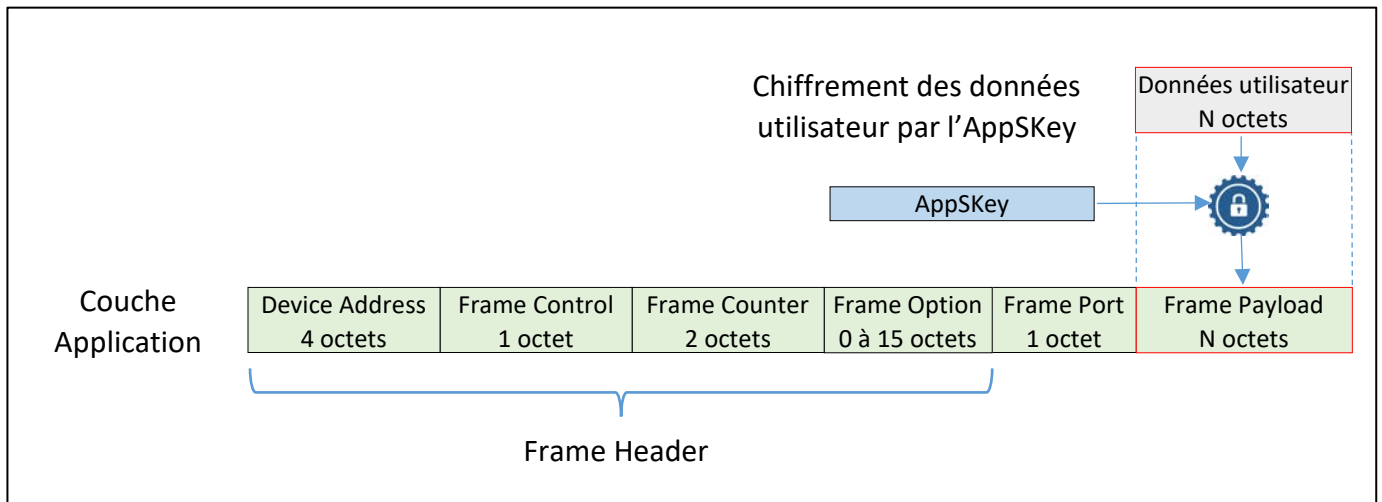 Chiffrement des données
utilisateur par l’AppSKey
Données utilisateur
N octets
AppSKey
Couche
Application
Device Address
4 octets
Frame Control
1 octet
Frame Counter
2 octets
Frame Option
0 à 15 octets
Frame Port
1 octet
Frame Payload
N octets
Frame Header